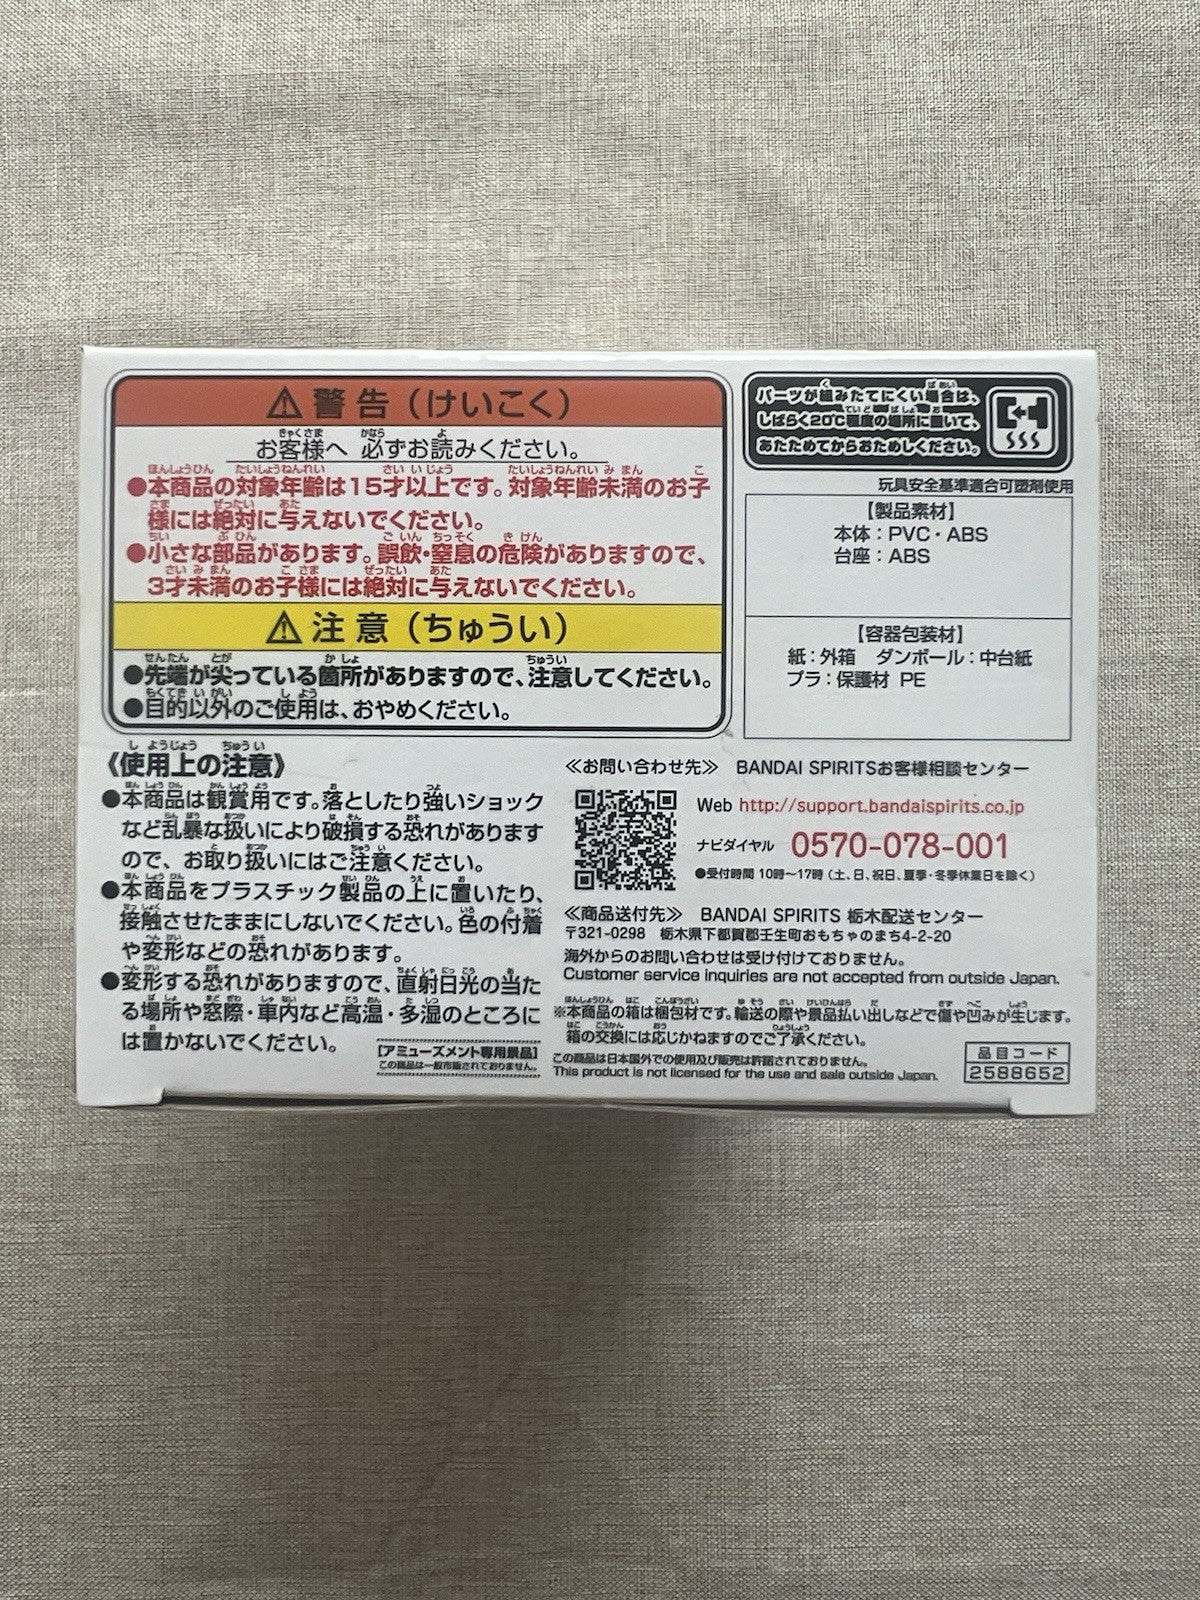 ⚠警告（けいこく）
お客様へ 必ずお読みください。
●本商品の対象年齢は15才以上です。対象年齢未満のお子
様には絶対に与えないでください。
●小さな部品があります。誤飲・窒息の危険がありますので、
3才未満のお子様には絶対に与えないでください。
⚠注意（ちゅうい）
●先端が尖っている箇所がありますので、注意してください。
●目的以外のご使用は、おやめください。
パーツが組みたてにくい場合は、
しばらく20℃程度の場所に置いて、
あたためてからおためしください。
玩具安全基準適合可塑剤使用
【製品素材】
本体：PVC・ABS
台座：ABS
【容器包装材】
紙：外箱 ダンボール：中台紙
プラ：保護材 PE
《使用上の注意》
●本商品は観賞用です。落としたり強いショック
など乱暴な扱いにより破損する恐れがあります
ので、お取り扱いにはご注意ください。
●本商品をプラスチック製品の上に置いたり、
接触させたままにしないでください。色の付着
や変形などの恐れがあります。
●変形する恐れがありますので、直射日光の当た
る場所や窓際・車内など高温・多湿のところに
は置かないでください。
【アミューズメント専用景品】
この商品は一般市販されておりません。
≪お問い合わせ先≫ BANDAI SPIRITSお客様相談センター
Web http://support.bandaispirits.co.jp
ナビダイヤル 0570-078-001
●受付時間 10時〜17時（土、日、祝日、夏季・冬季休業日を除く）
≪商品送付先≫ BANDAI SPIRITS 栃木配送センター
〒321-0298 栃木県下都賀郡壬生町おもちゃのまち4-2-20
海外からのお問い合わせは受け付けておりません。
Customer service inquiries are not accepted from outside Japan.
※本商品の箱は梱包材です。輸送の際や景品払い出しなどで傷や凹みが生じます。
箱の交換には応じかねますのでご了承ください。
この商品は日本国外での使用及び販売は許諾されておりません。
This product is not licensed for the use and sale outside Japan.
品目コード
2588652